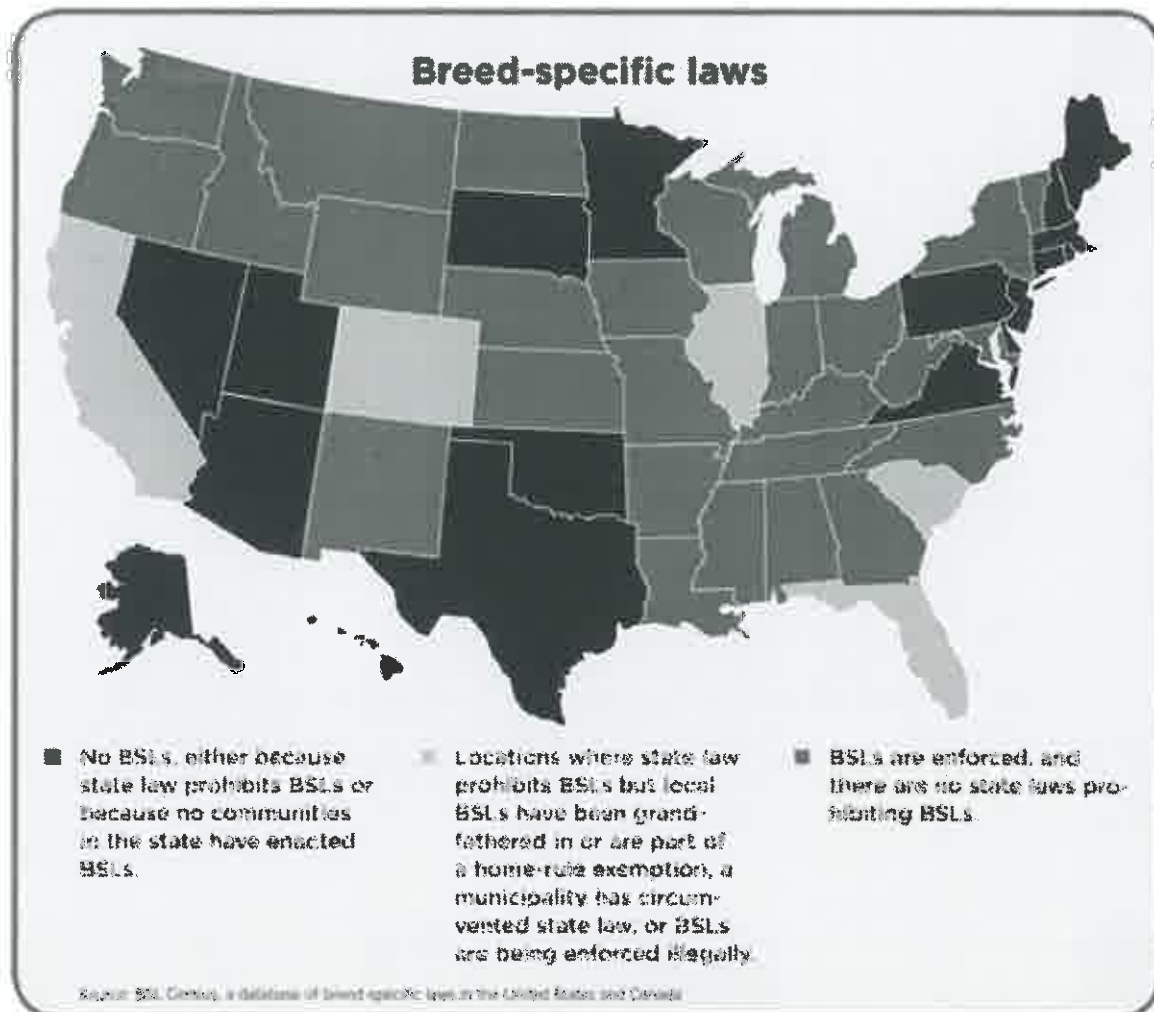 Breed-specific laws
No BSLs, either because
state law prohibits BSLs or
because no communities
in the state have enacted
BSLs.
Locations where state law
prohibits BSLs but local
BSLs have been grand-
fathered in or are part of
a home-rule exemption, a
municipality has circum-
vented state law, or BSLs
are being enforced illegally.
BSLs are enforced, and
there are no state laws pro-
hibiting BSLs.
Source: BSL Census, a database of breed-specific laws in the United States and Canada